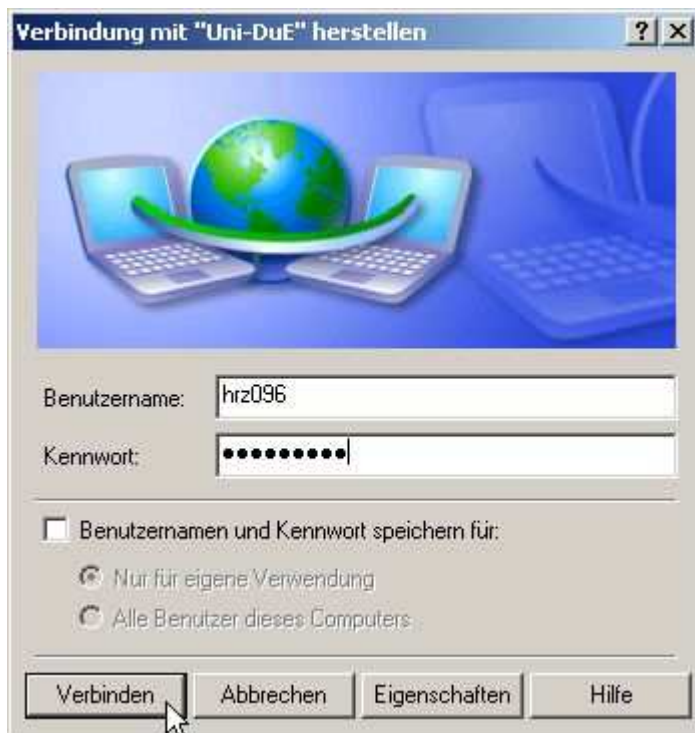 Verbindung mit "Uni-DuE" herstellen
Benutzername: hrz096
Kennwort: •••••••••
Benutzernamen und Kennwort speichern für:
Nur für eigene Verwendung
Alle Benutzer dieses Computers
Verbinden Abbrechen Eigenschaften Hilfe